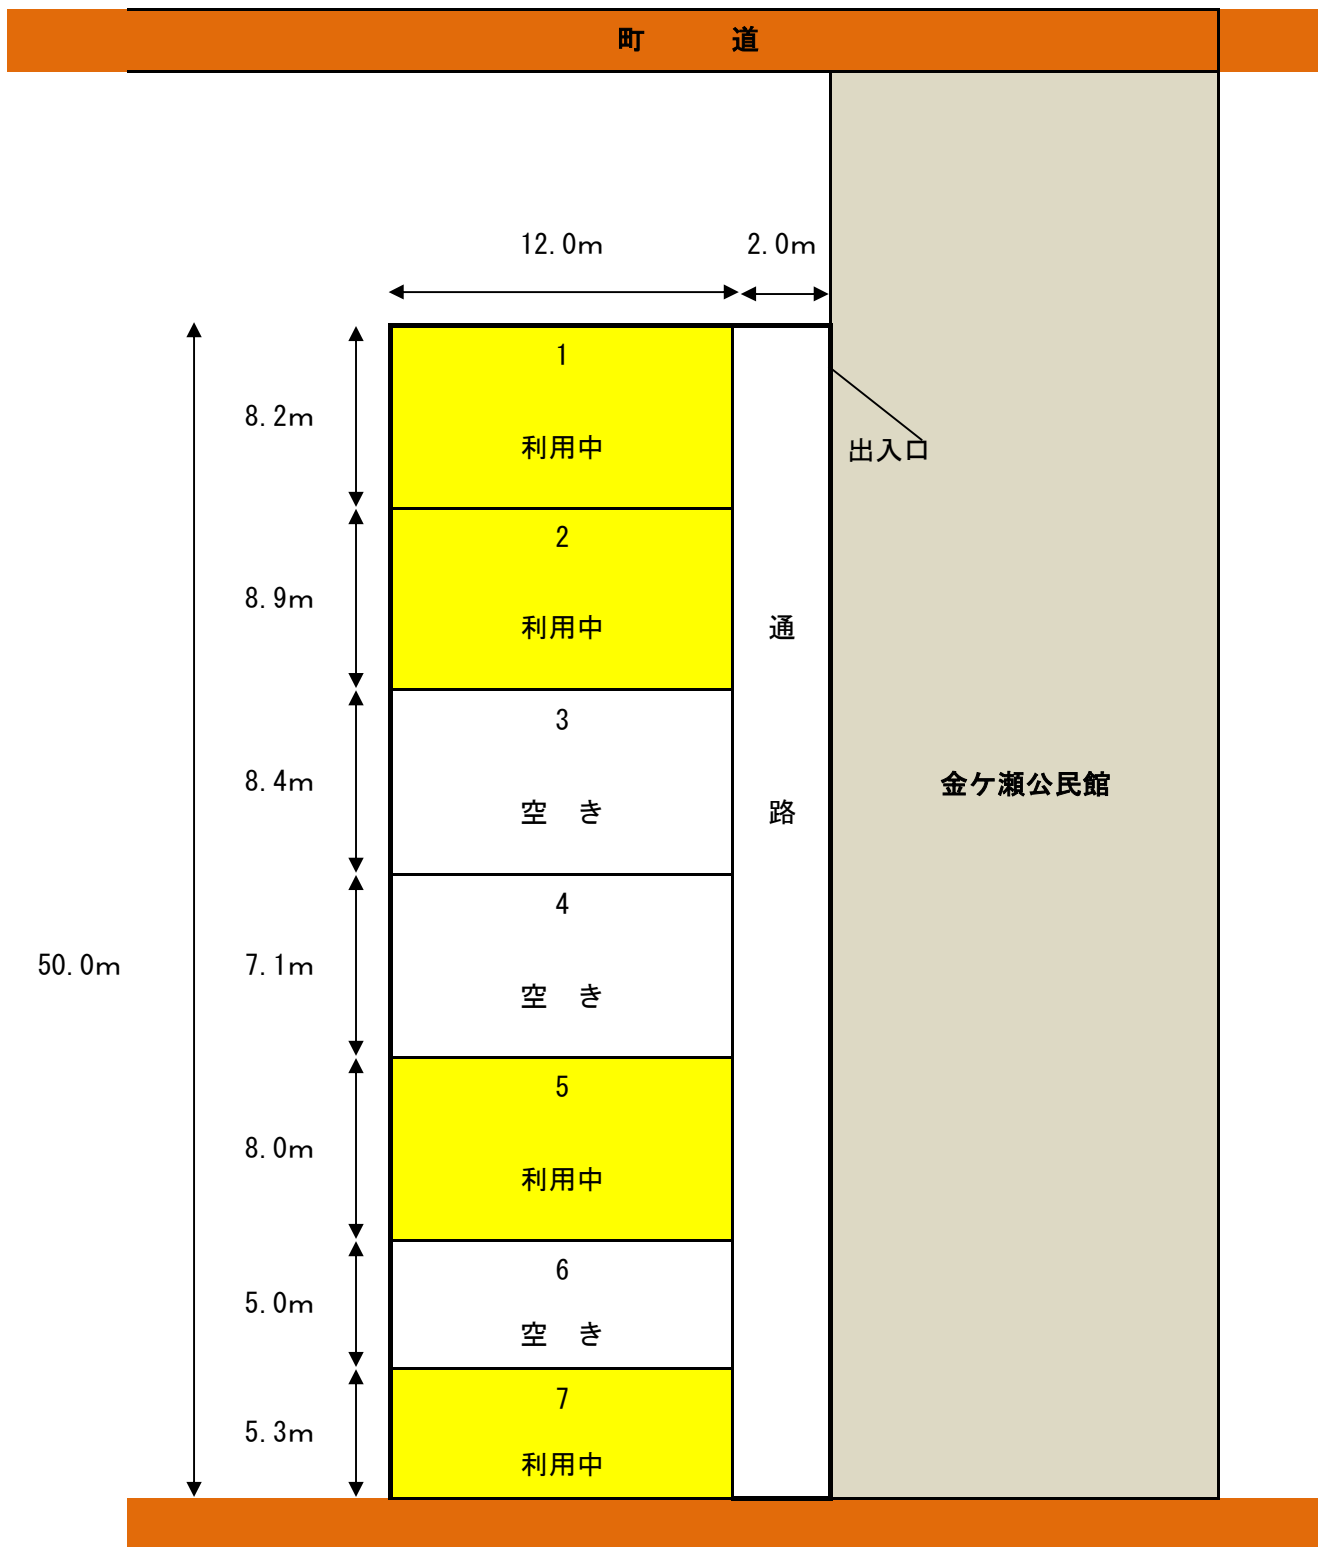 町　道
12.0m
2.0m
1
8.2m
利用中
出入口
2
8.9m
利用中
通
3
8.4m
空　き
路
金ケ瀬公民館
4
50.0m
7.1m
空　き
5
8.0m
利用中
6
5.0m
空　き
7
5.3m
利用中